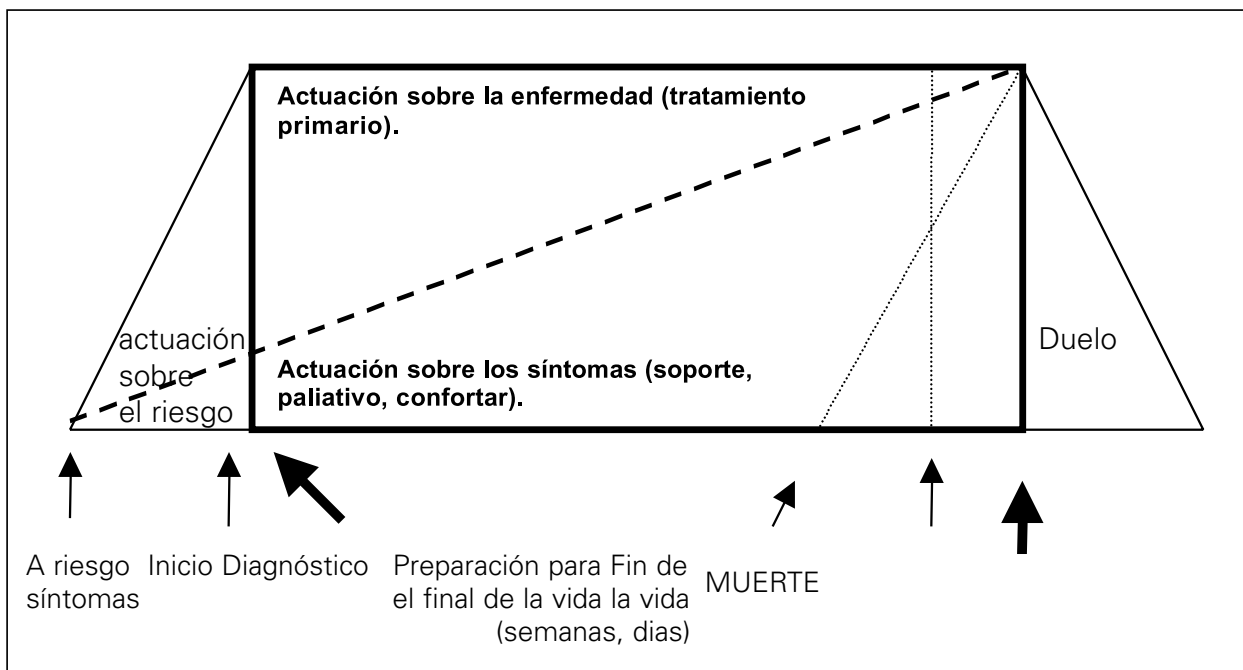 Actuación sobre la enfermedad (tratamiento
primario).
actuación
sobre
el riesgo
Actuación sobre los síntomas (soporte,
paliativo, confortar).
Duelo
A riesgo Inicio Diagnóstico
síntomas
Preparación para Fin de
el final de la vida la vida
(semanas, dias)
MUERTE